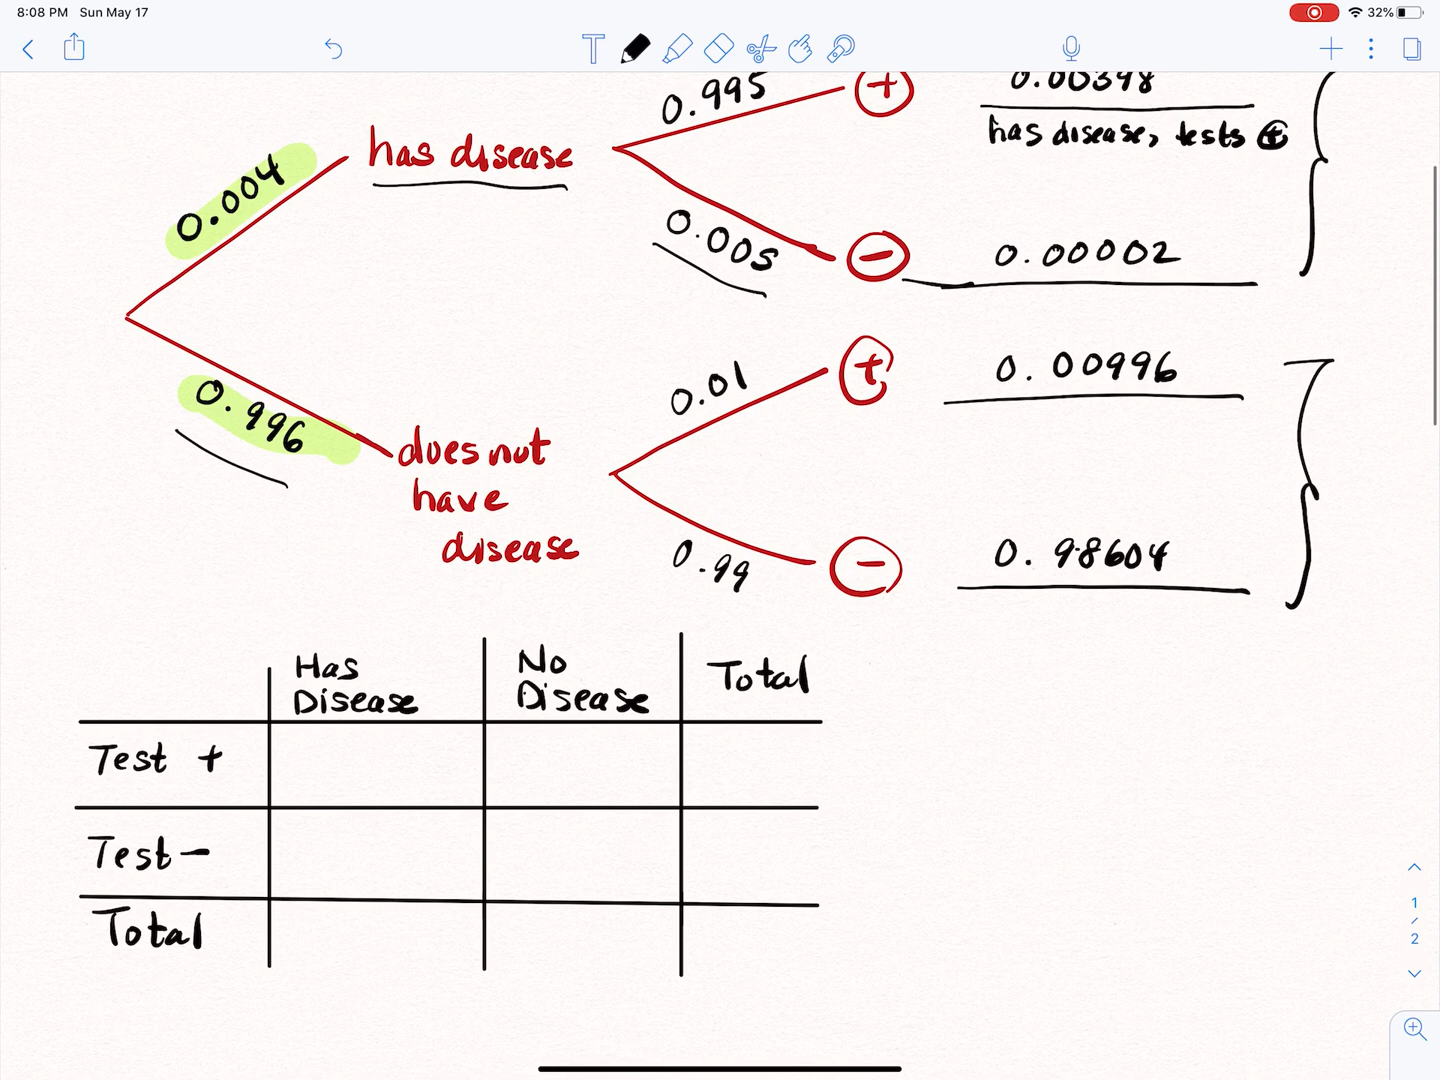 8:08 PM Sun May 17
32%
T
0.995
+
0.00398
has disease
has disease, tests +
0.004
0.005
−
0.00002
0.01
+
0.00996
0.996
does not
have
disease
0.99
−
0.98604
Has
Disease
No
Disease
Total
Test +
Test −
Total
1
/
2